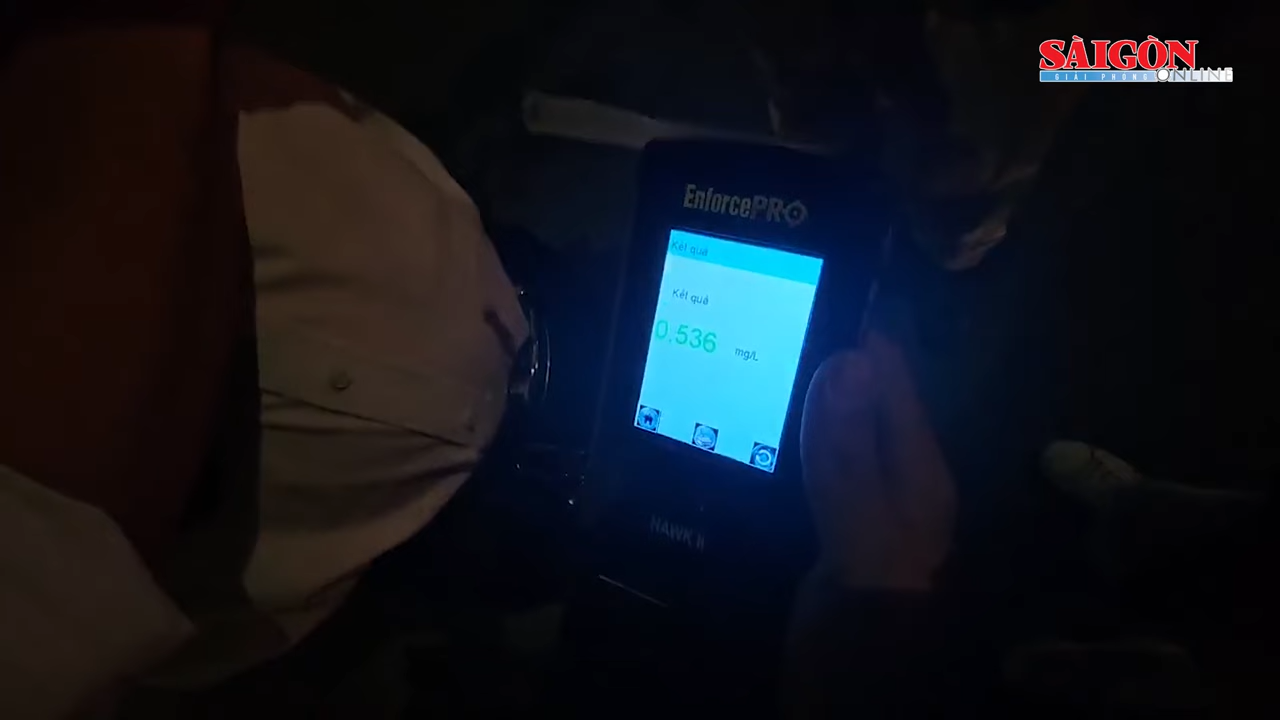 SÀIGÒN
GIẢI PHÓNG ONLINE
EnforcePRO
Kết quả
Kết quả
0.536 mg/L
HAWK II